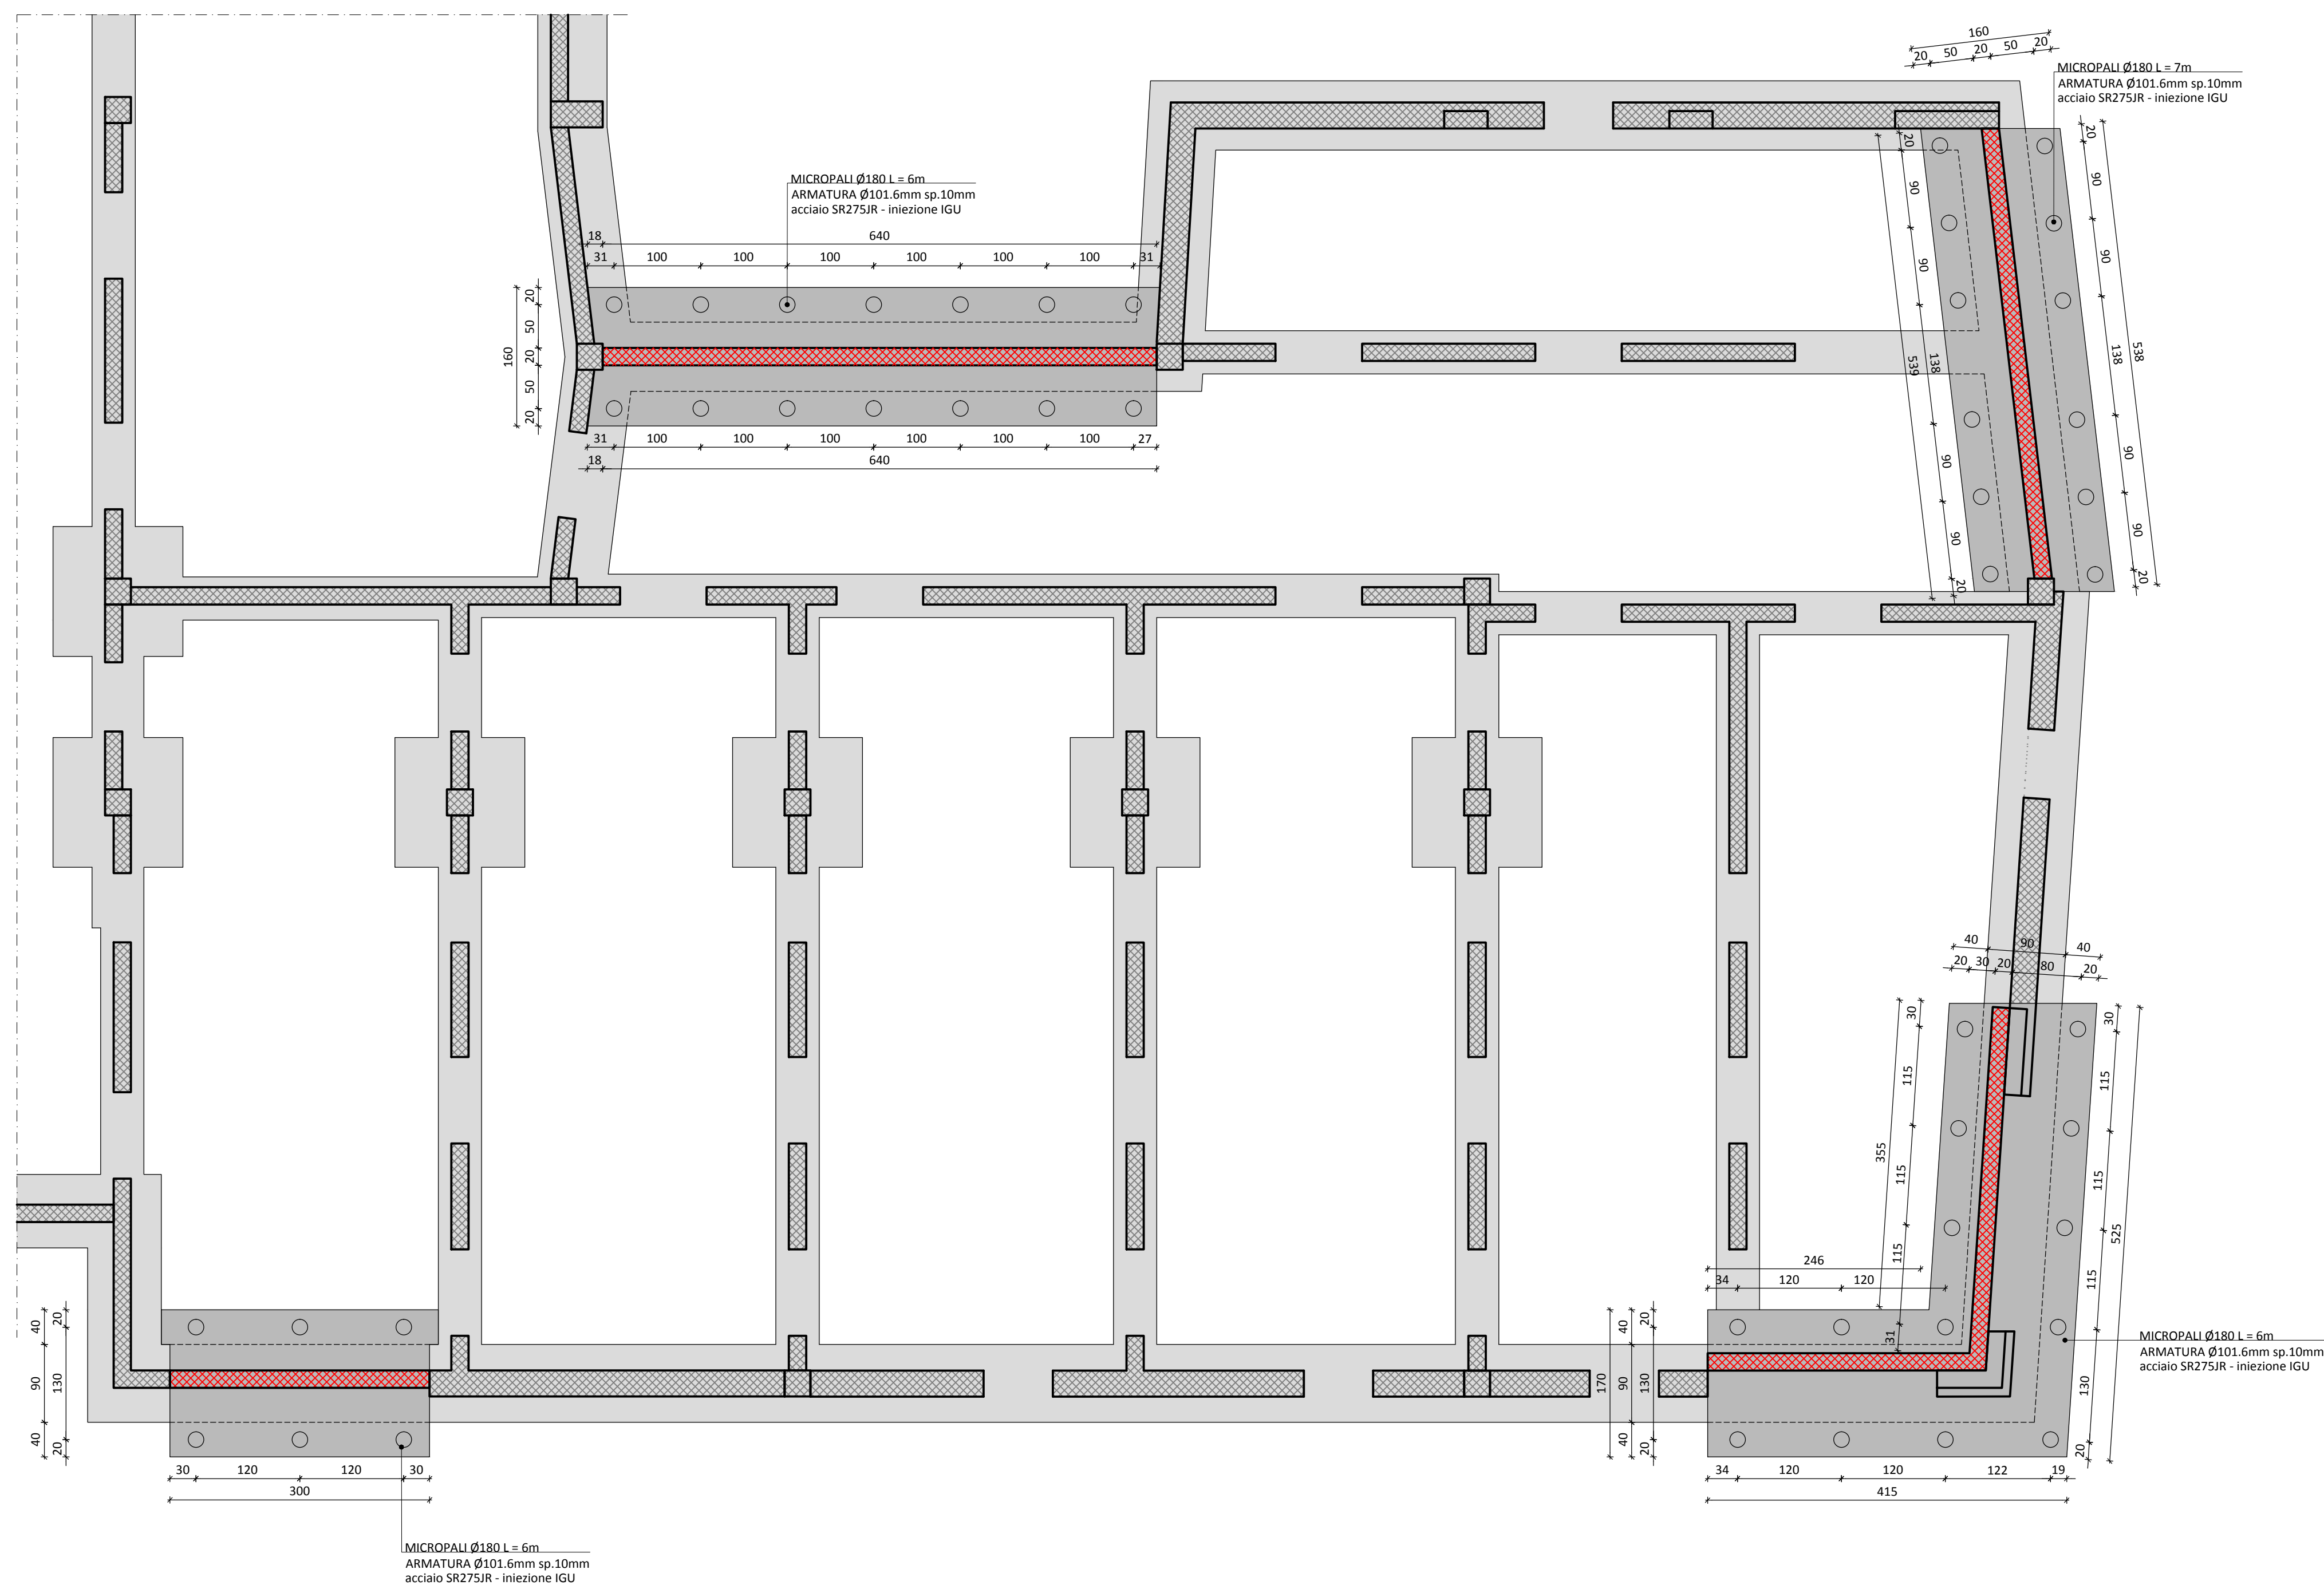 160
20 50 20 50 20
MICROPALI Ø180 L = 7m
ARMATURA Ø101.6mm sp.10mm
acciaio SR275JR - iniezione IGU
20
90
90
138
90
90
20
538
20
90
90
138
90
90
20
539
MICROPALI Ø180 L = 6m
ARMATURA Ø101.6mm sp.10mm
acciaio SR275JR - iniezione IGU
18 640
31 100 100 100 100 100 100 31
160
20
50
20
50
20
31 100 100 100 100 100 100 27
18 640
40 90 40
20 30 20 80 20
30
115
115
115
31
355
30
115
115
115
130
20
525
246
34 120 120
170
40
90
40
20
130
20
MICROPALI Ø180 L = 6m
ARMATURA Ø101.6mm sp.10mm
acciaio SR275JR - iniezione IGU
34 120 120 122 19
415
40
90
40
20
130
20
30 120 120 30
300
MICROPALI Ø180 L = 6m
ARMATURA Ø101.6mm sp.10mm
acciaio SR275JR - iniezione IGU